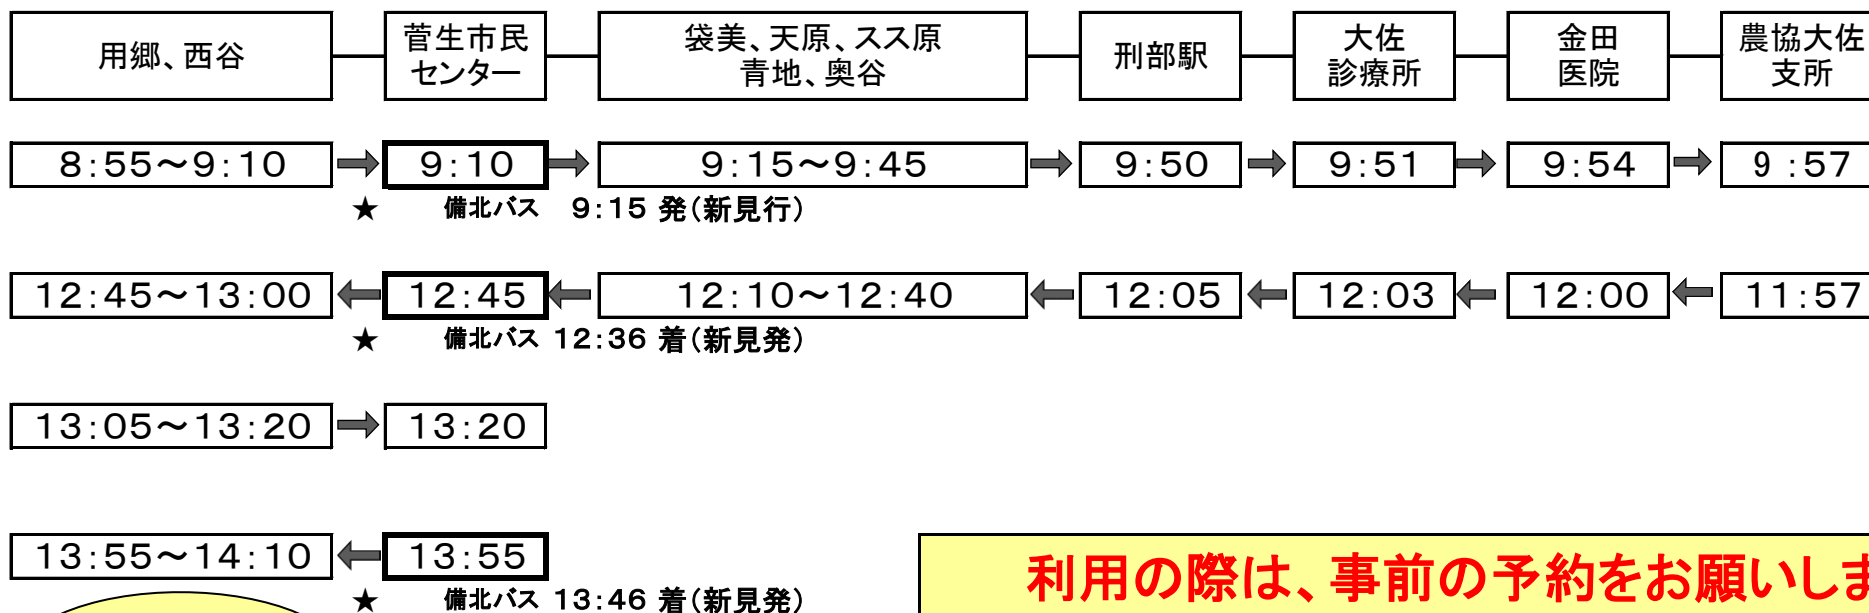 用郷、西谷
菅生市民
センター
袋美、天原、スス原
青地、奥谷
刑部駅
大佐
診療所
金田
医院
農協大佐
支所
8:55～9:10
9:10
9:15～9:45
9:50
9:51
9:54
9:57
★ 備北バス 9:15 発(新見行)
12:45～13:00
12:45
12:10～12:40
12:05
12:03
12:00
11:57
★ 備北バス 12:36 着(新見発)
13:05～13:20
13:20
13:55～14:10
13:55
★ 備北バス 13:46 着(新見発)
利用の際は、事前の予約をお願いしま